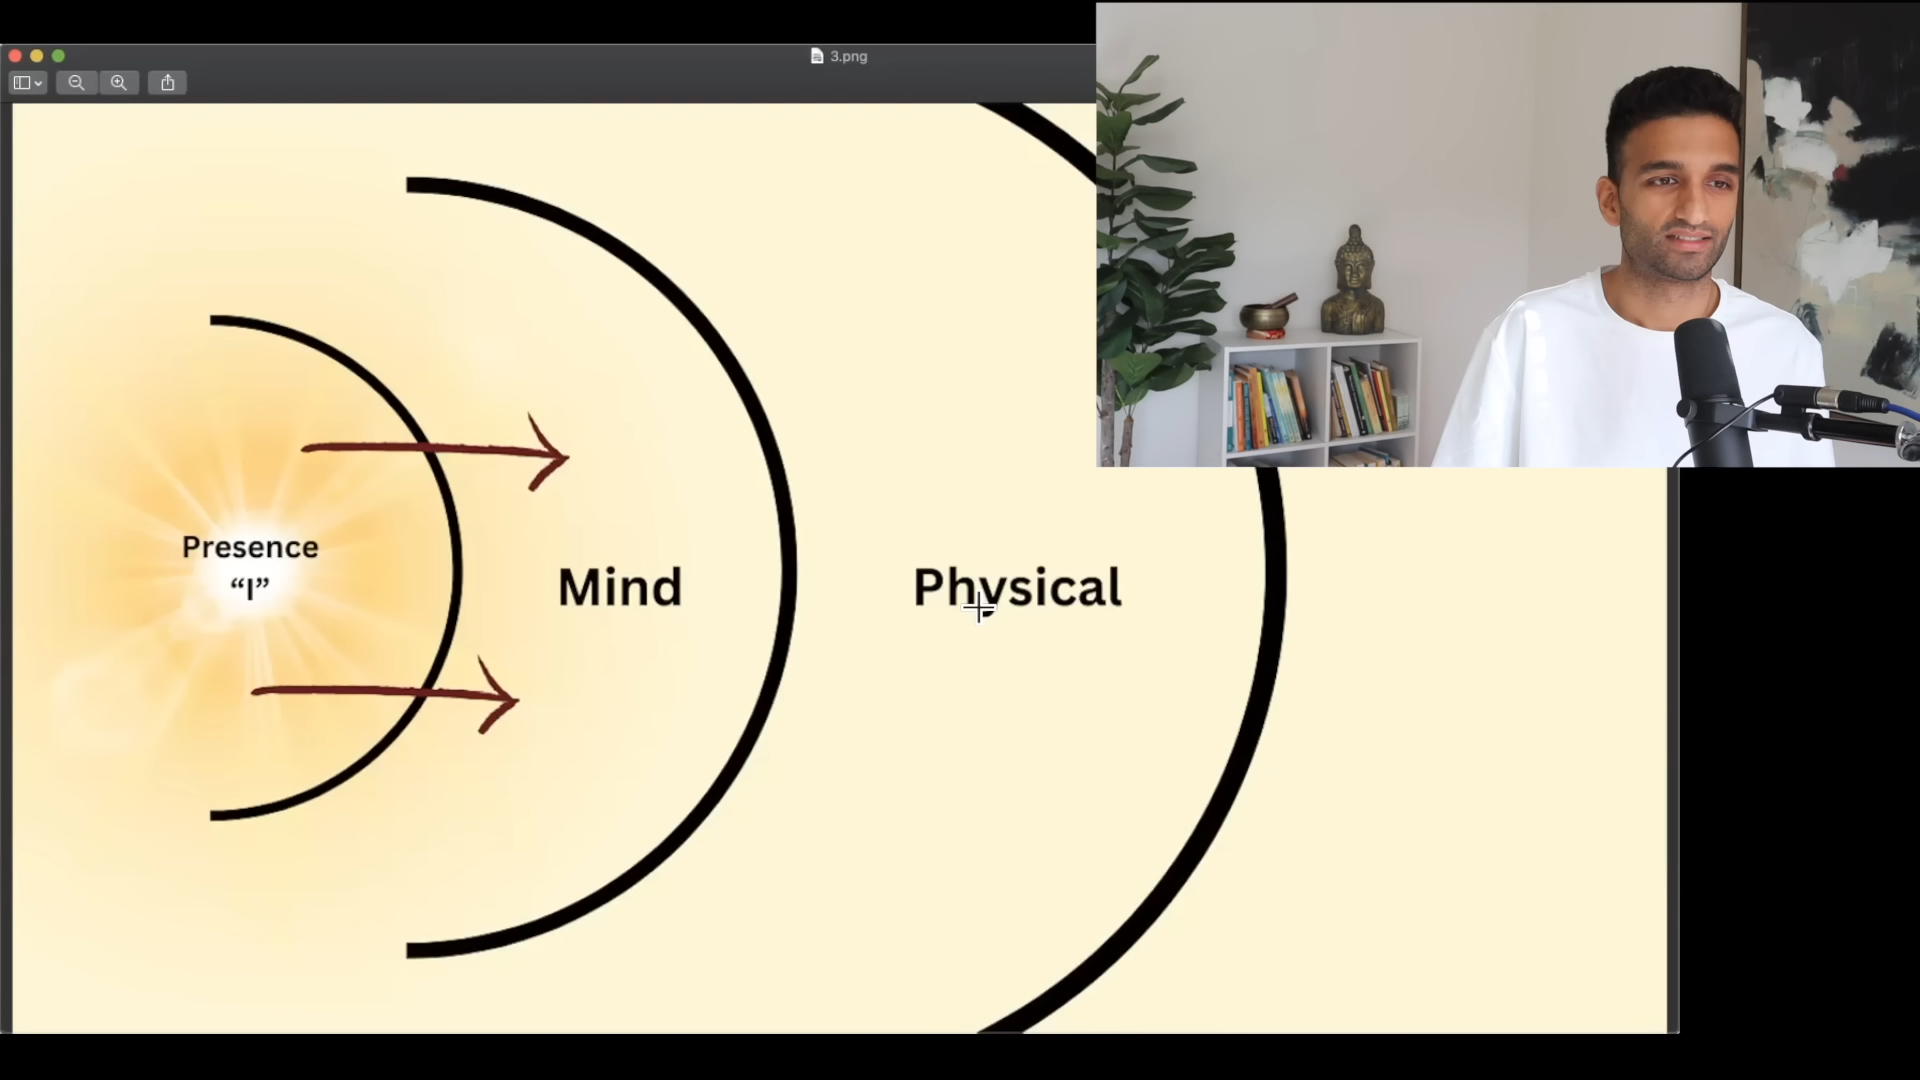 3.png
Presence
“I”
Mind
Physical